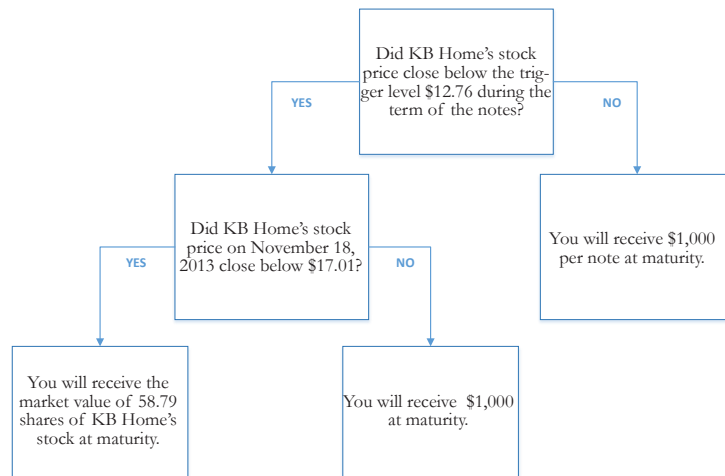 Did KB Home's stock
price close below the trig-
ger level $12.76 during the
term of the notes?
YES
NO
Did KB Home's stock
price on November 18,
2013 close below $17.01?
You will receive $1,000
per note at maturity.
YES
NO
You will receive the
market value of 58.79
shares of KB Home's
stock at maturity.
You will receive $1,000
at maturity.